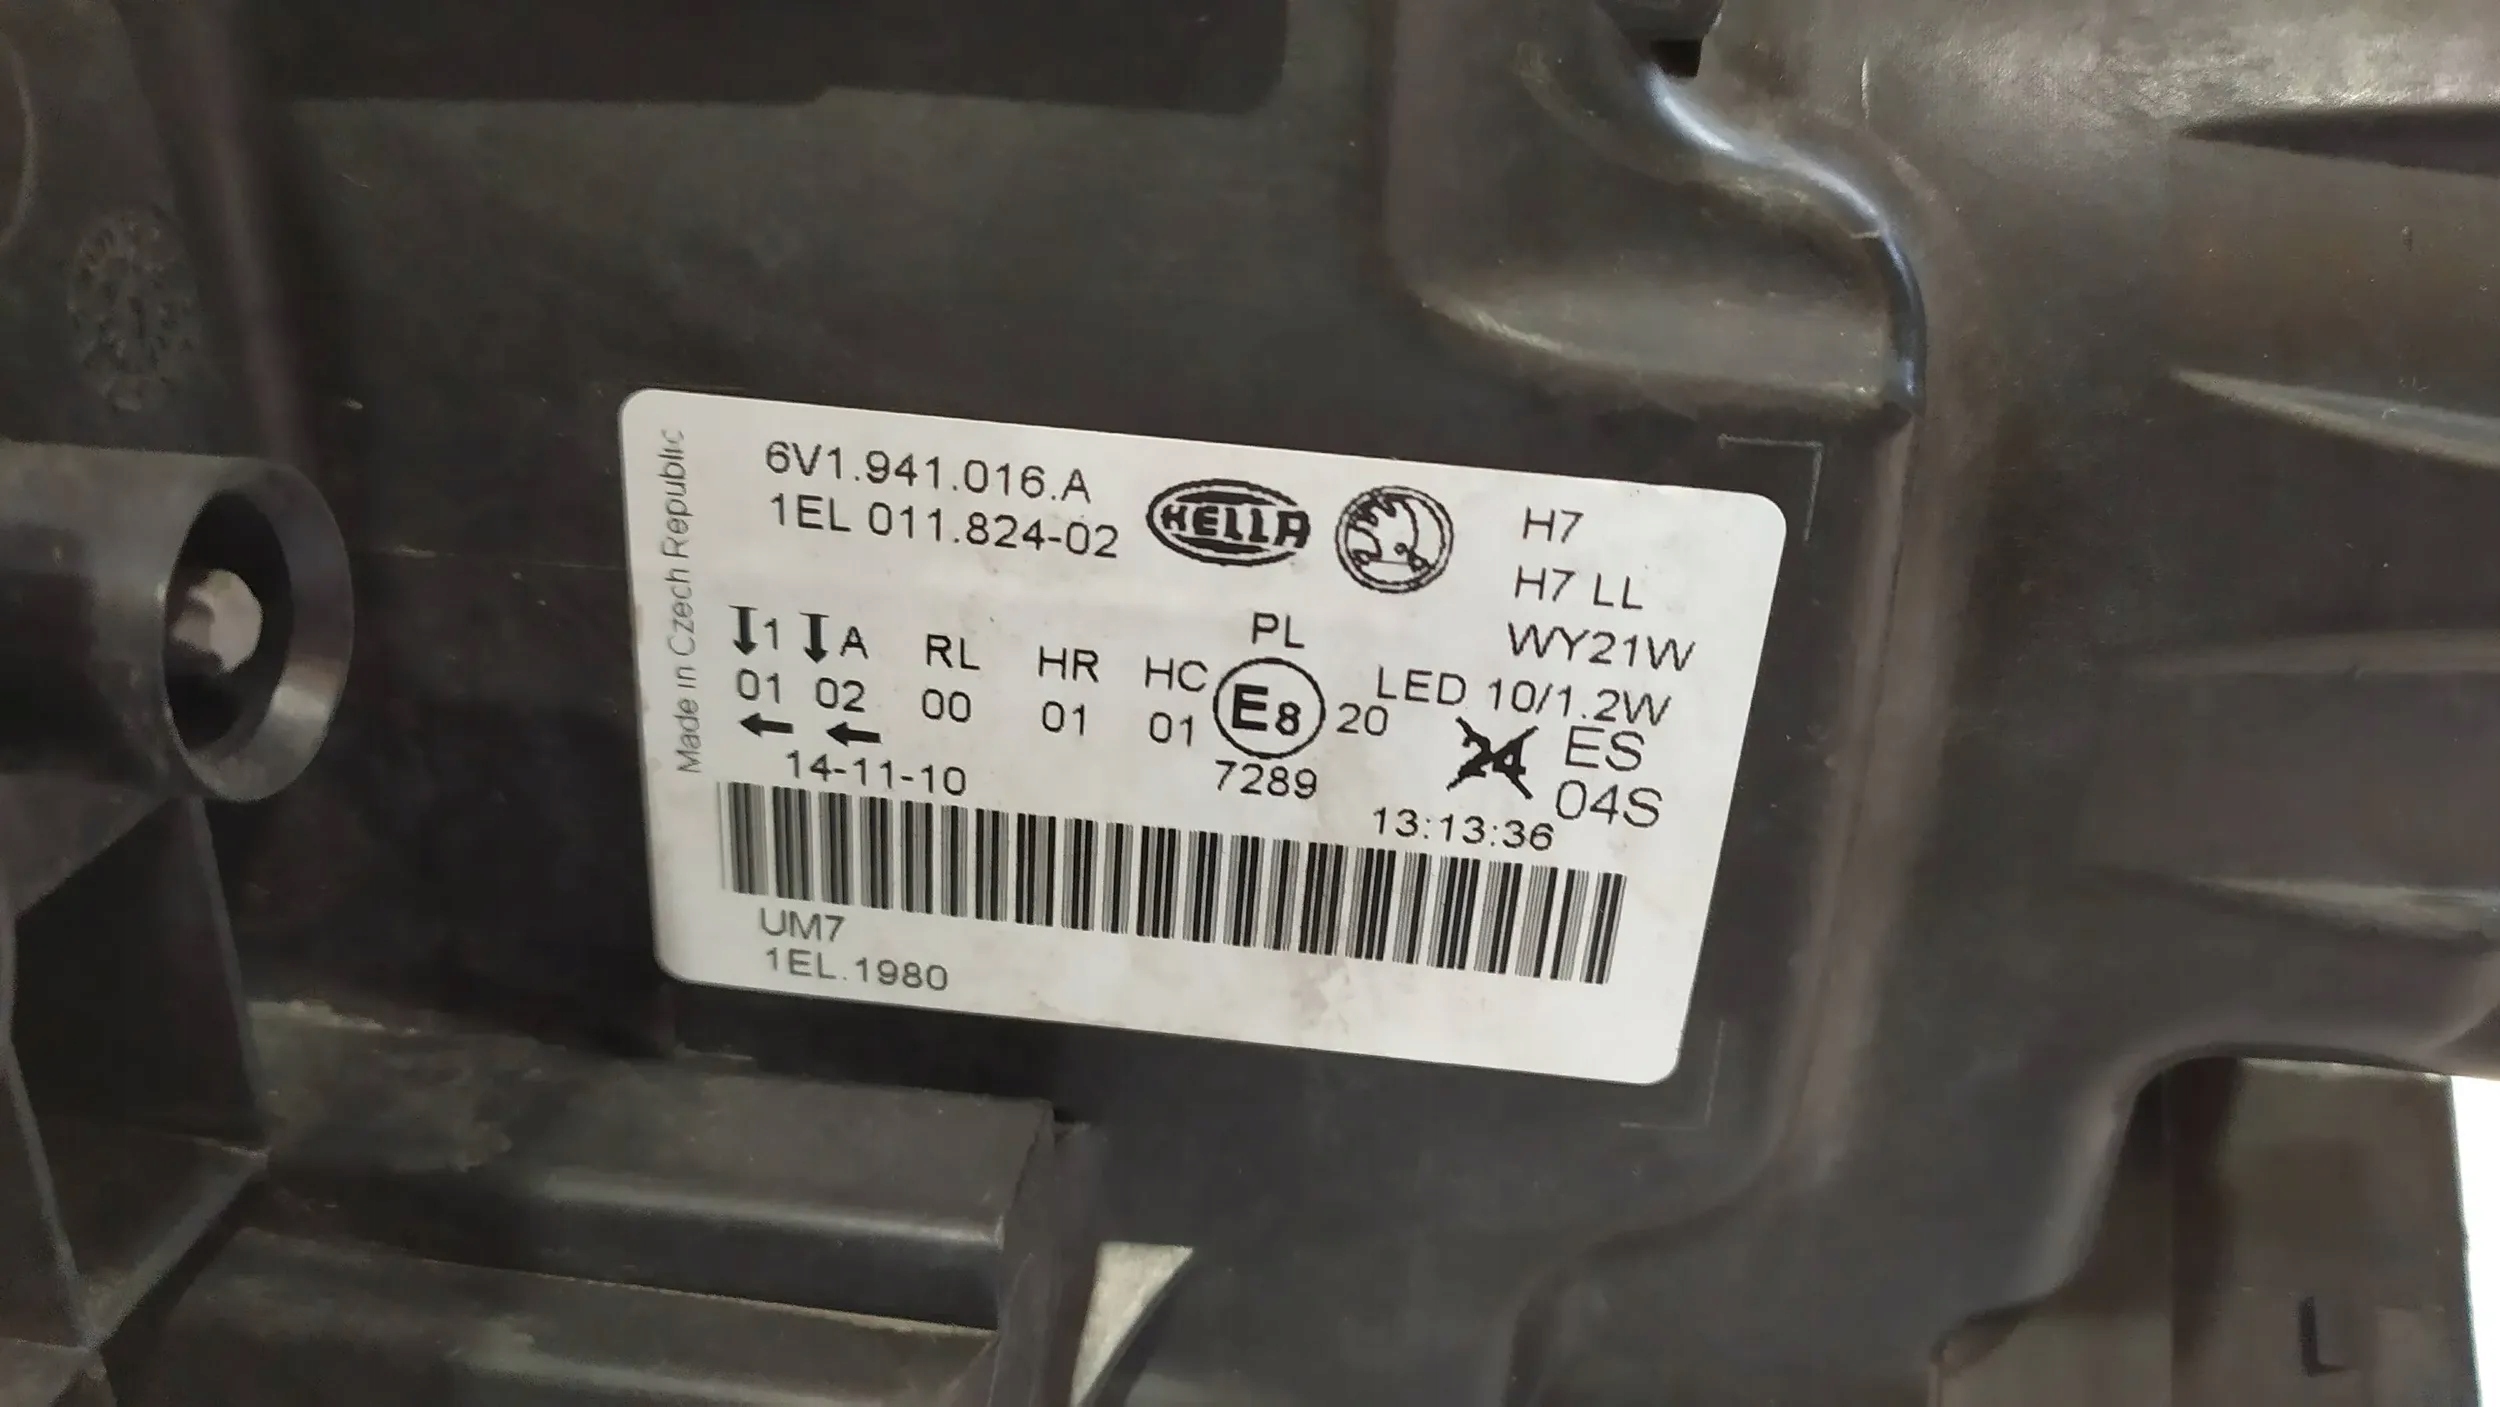 Made in Czech Republic
6V1.941.016.A
1EL 011.824-02
HELLA
H7
H7 LL
WY21W
LED 10/1.2W
1 A RL HR HC PL
01 02 00 01 01 E8 20
24 ES
04S
14-11-10 7289 13:13:36
UM7
1EL.1980
L